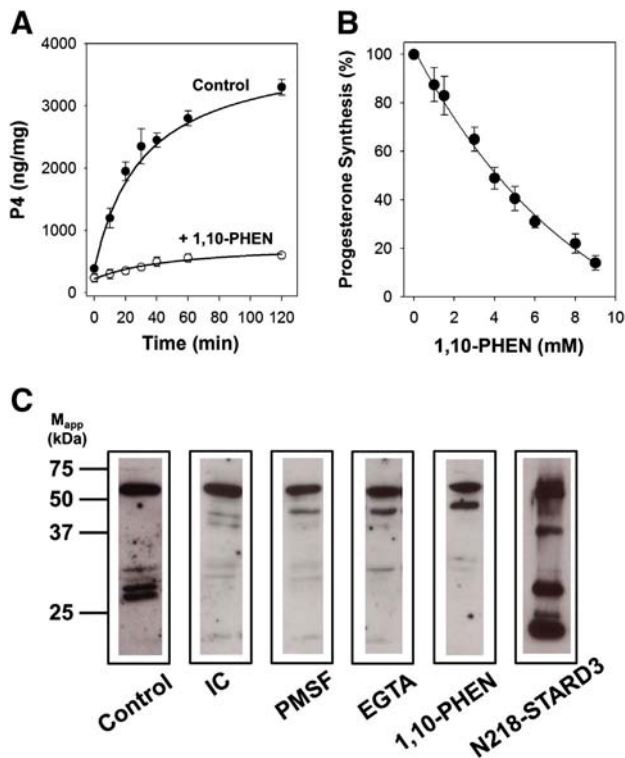 A
P4 (ng/mg)
4000
3000
2000
1000
0
Control
+ 1,10-PHEN
0 20 40 60 80 100 120
Time (min)
B
Progesterone Synthesis (%)
100
80
60
40
20
0
0 2 4 6 8 10
1,10-PHEN (mM)
C
Mapp
(kDa)
75
50
37
25
Control
IC
PMSF
EGTA
1,10-PHEN
N218-STARD3